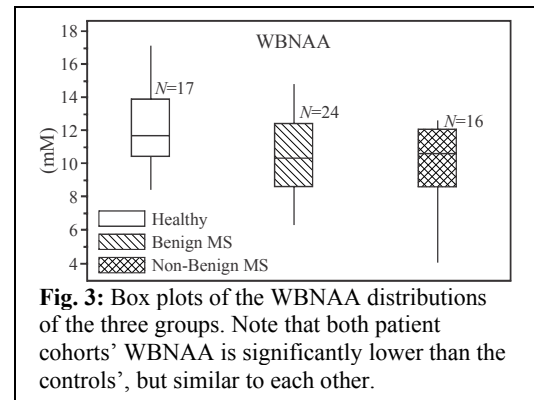 WBNAA
18
16
14
12
10
8
6
4
(mM)
N=17
N=24
N=16
Healthy
Benign MS
Non-Benign MS
Fig. 3: Box plots of the WBNAA distributions
of the three groups. Note that both patient
cohorts’ WBNAA is significantly lower than the
controls’, but similar to each other.